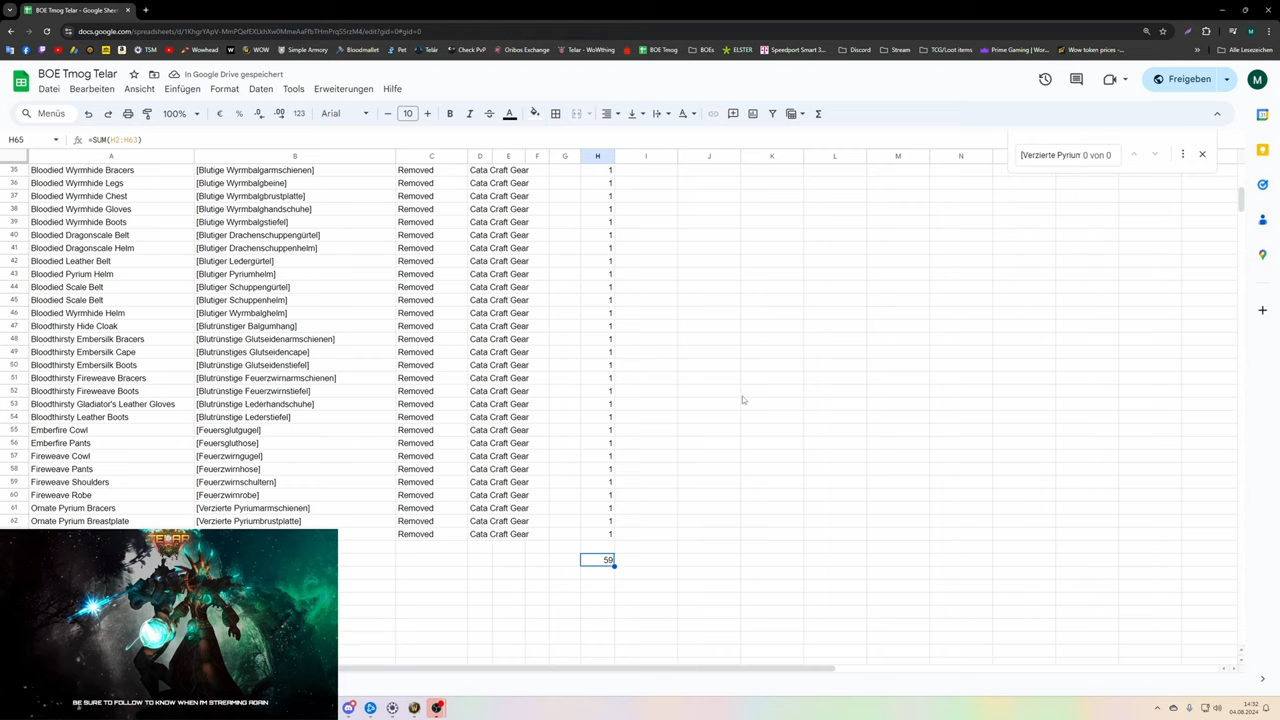 BOE Tmog Telar - Google Sheet
docs.google.com/spreadsheets/d/1KhgrYApV-MmPQefEXLkhXw0MmeAaFfbTHmPrqS5rzM4/edit?gid=0#gid=0
TSM Wowhead WOW Simple Armory Bloodmallet Pet Telár Check PvP Oribos Exchange Telar - WoWthing BOE Tmog BOEs ELSTER Speedport Smart 3 Discord Stream TCG/Loot items Prime Gaming | Wow Wow token prices - ... Alle Lesezeichen
BOE Tmog Telar In Google Drive gespeichert
Datei Bearbeiten Ansicht Einfügen Format Daten Tools Erweiterungen Hilfe
Freigeben M
Menüs 100% € % .0 .00 123 Arial 10 B I A
H65 =SUM(H2:H63)
[Verzierte Pyriun 0 von 0
A B C D E F G H I J K L M N
35 Bloodied Wyrmhide Bracers [Blutige Wyrmbalgarmschienen] Removed Cata Craft Gear 1
36 Bloodied Wyrmhide Legs [Blutige Wyrmbalgbeine] Removed Cata Craft Gear 1
37 Bloodied Wyrmhide Chest [Blutige Wyrmbalgbrustplatte] Removed Cata Craft Gear 1
38 Bloodied Wyrmhide Gloves [Blutige Wyrmbalghandschuhe] Removed Cata Craft Gear 1
39 Bloodied Wyrmhide Boots [Blutige Wyrmbalgstiefel] Removed Cata Craft Gear 1
40 Bloodied Dragonscale Belt [Blutiger Drachenschuppengürtel] Removed Cata Craft Gear 1
41 Bloodied Dragonscale Helm [Blutiger Drachenschuppenhelm] Removed Cata Craft Gear 1
42 Bloodied Leather Belt [Blutiger Ledergürtel] Removed Cata Craft Gear 1
43 Bloodied Pyrium Helm [Blutiger Pyriumhelm] Removed Cata Craft Gear 1
44 Bloodied Scale Belt [Blutiger Schuppengürtel] Removed Cata Craft Gear 1
45 Bloodied Scale Belt [Blutiger Schuppenhelm] Removed Cata Craft Gear 1
46 Bloodied Wyrmhide Helm [Blutiger Wyrmbalghelm] Removed Cata Craft Gear 1
47 Bloodthirsty Hide Cloak [Blutrünstiger Balgumhang] Removed Cata Craft Gear 1
48 Bloodthirsty Embersilk Bracers [Blutrünstige Glutseidenarmschienen] Removed Cata Craft Gear 1
49 Bloodthirsty Embersilk Cape [Blutrünstiges Glutseidencape] Removed Cata Craft Gear 1
50 Bloodthirsty Embersilk Boots [Blutrünstige Glutseidenstiefel] Removed Cata Craft Gear 1
51 Bloodthirsty Fireweave Bracers [Blutrünstige Feuerzwirnarmschienen] Removed Cata Craft Gear 1
52 Bloodthirsty Fireweave Boots [Blutrünstige Feuerzwirnstiefel] Removed Cata Craft Gear 1
53 Bloodthirsty Gladiator's Leather Gloves [Blutrünstige Lederhandschuhe] Removed Cata Craft Gear 1
54 Bloodthirsty Leather Boots [Blutrünstige Lederstiefel] Removed Cata Craft Gear 1
55 Emberfire Cowl [Feuersglutgugel] Removed Cata Craft Gear 1
56 Emberfire Pants [Feuersgluthose] Removed Cata Craft Gear 1
57 Fireweave Cowl [Feuerzwirngugel] Removed Cata Craft Gear 1
58 Fireweave Pants [Feuerzwirnhose] Removed Cata Craft Gear 1
59 Fireweave Shoulders [Feuerzwirnschultern] Removed Cata Craft Gear 1
60 Fireweave Robe [Feuerzwirnrobe] Removed Cata Craft Gear 1
61 Ornate Pyrium Bracers [Verzierte Pyriumarmschienen] Removed Cata Craft Gear 1
62 Ornate Pyrium Breastplate [Verzierte Pyriumbrustplatte] Removed Cata Craft Gear 1
Removed Cata Craft Gear 1
59
TELAR
BE SURE TO FOLLOW TO KNOW WHEN I'M STREAMING AGAIN
14:32
04.08.2024